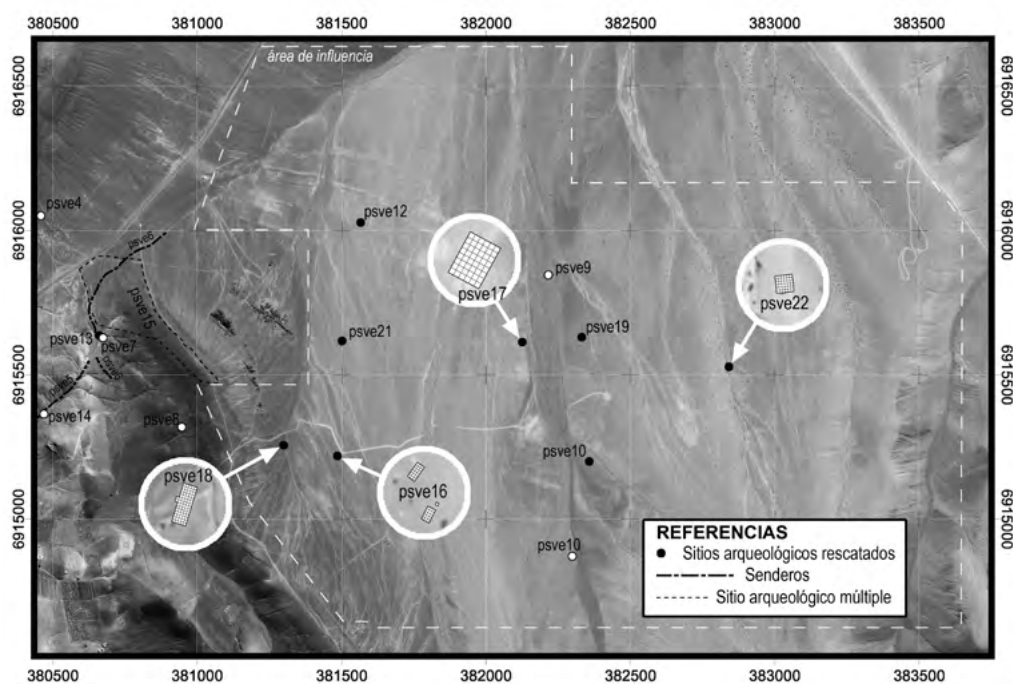 380500 381000 381500 382000 382500 383000 383500
6916500
6916500
área de influencia
psve4
psve12
6916000
6916000
psve6
psve9
psve17
psve22
psve15
psve13
psve7
psve21
psve19
6915500
6915500
psve14
psve8
psve18
psve16
psve10
6915000
6915000
psve10
REFERENCIAS
Sitios arqueológicos rescatados
Senderos
Sitio arqueológico múltiple
380500 381000 381500 382000 382500 383000 383500